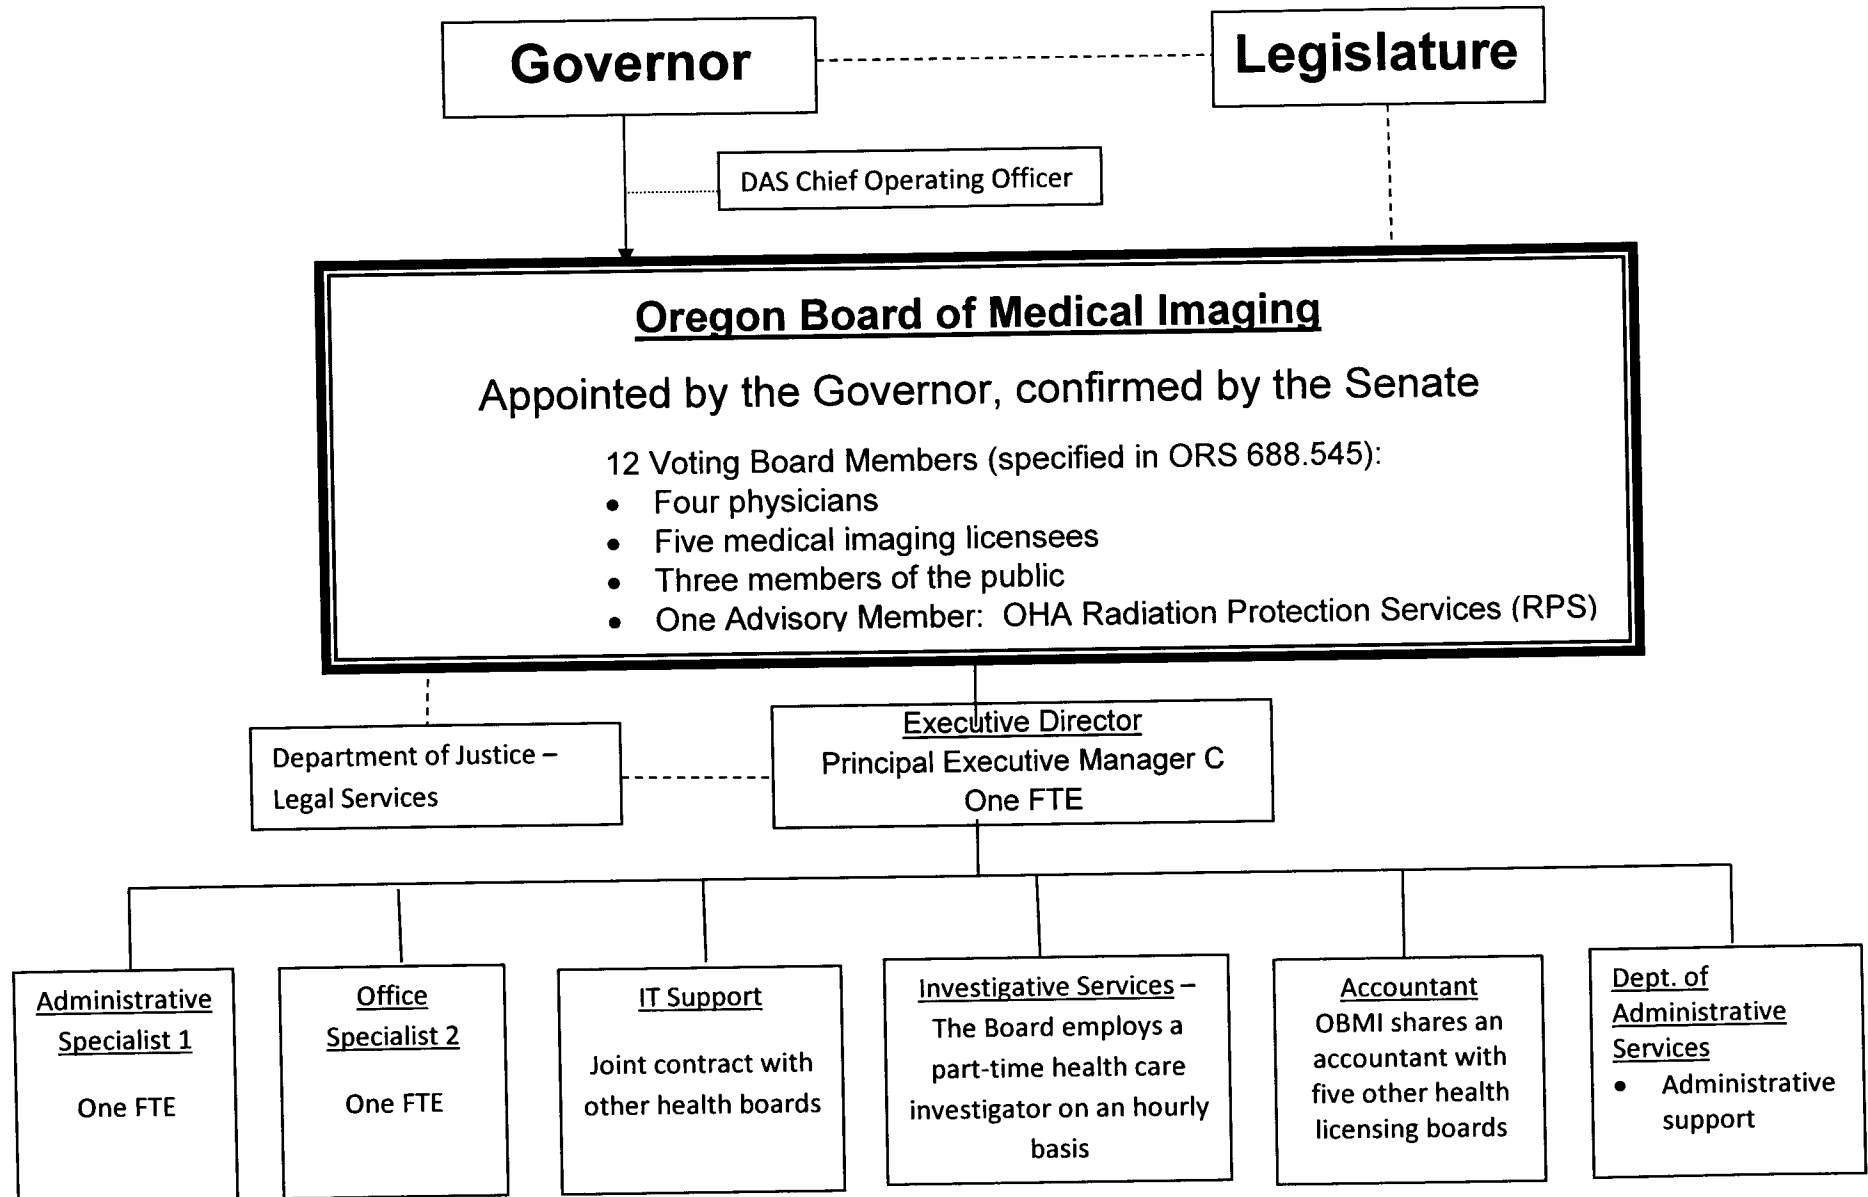 Governor
Legislature
DAS Chief Operating Officer
Oregon Board of Medical Imaging
Appointed by the Governor, confirmed by the Senate
12 Voting Board Members (specified in ORS 688.545):
• Four physicians
• Five medical imaging licensees
• Three members of the public
• One Advisory Member: OHA Radiation Protection Services (RPS)
Department of Justice –
Legal Services
Executive Director
Principal Executive Manager C
One FTE
Administrative
Specialist 1
One FTE
Office
Specialist 2
One FTE
IT Support
Joint contract with
other health boards
Investigative Services –
The Board employs a
part-time health care
investigator on an hourly
basis
Accountant
OBMI shares an
accountant with
five other health
licensing boards
Dept. of
Administrative
Services
• Administrative
support